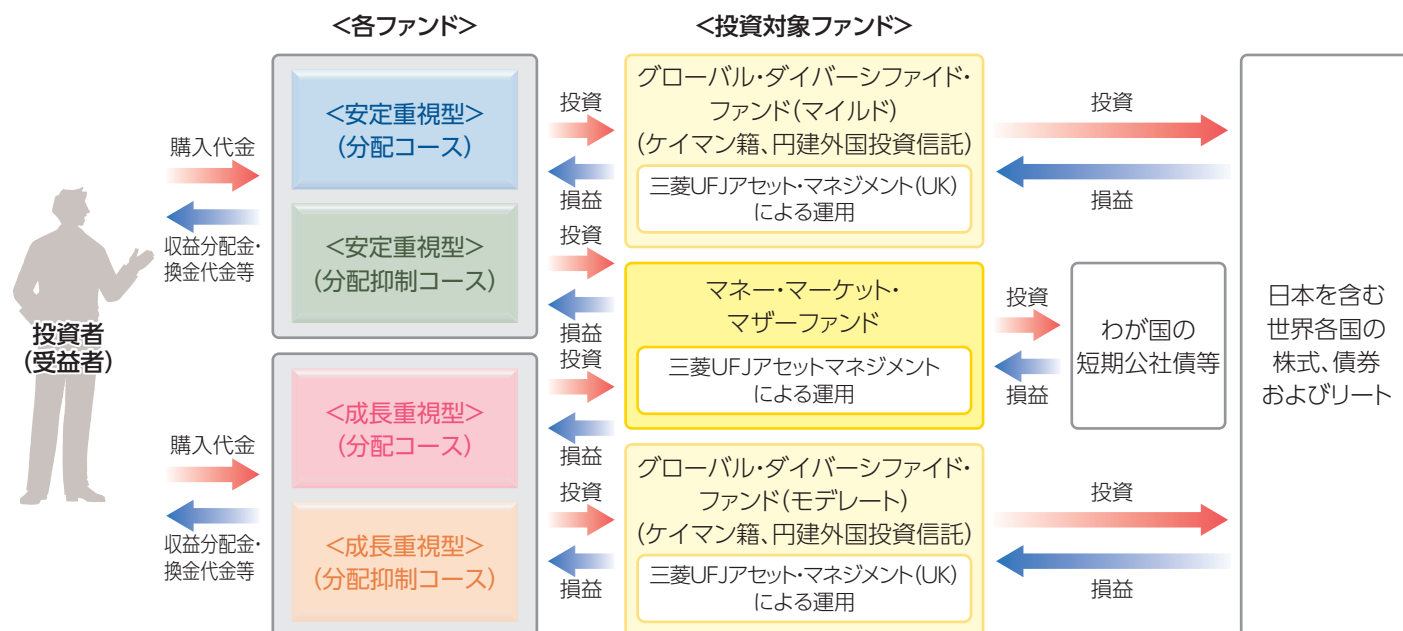 <各ファンド>
<投資対象ファンド>
投資者
(受益者)
購入代金
収益分配金・
換金代金等
購入代金
収益分配金・
換金代金等
<安定重視型>
(分配コース)
<安定重視型>
(分配抑制コース)
<成長重視型>
(分配コース)
<成長重視型>
(分配抑制コース)
投資
損益
投資
損益
投資
損益
投資
損益
グローバル・ダイバーシファイド・
ファンド(マイルド)
(ケイマン籍、円建外国投資信託)
三菱UFJアセット・マネジメント(UK)
による運用
マネー・マーケット・
マザーファンド
三菱UFJアセットマネジメント
による運用
グローバル・ダイバーシファイド・
ファンド(モデレート)
(ケイマン籍、円建外国投資信託)
三菱UFJアセット・マネジメント(UK)
による運用
投資
損益
投資
損益
わが国の
短期公社債等
投資
損益
日本を含む
世界各国の
株式、債券
およびリート